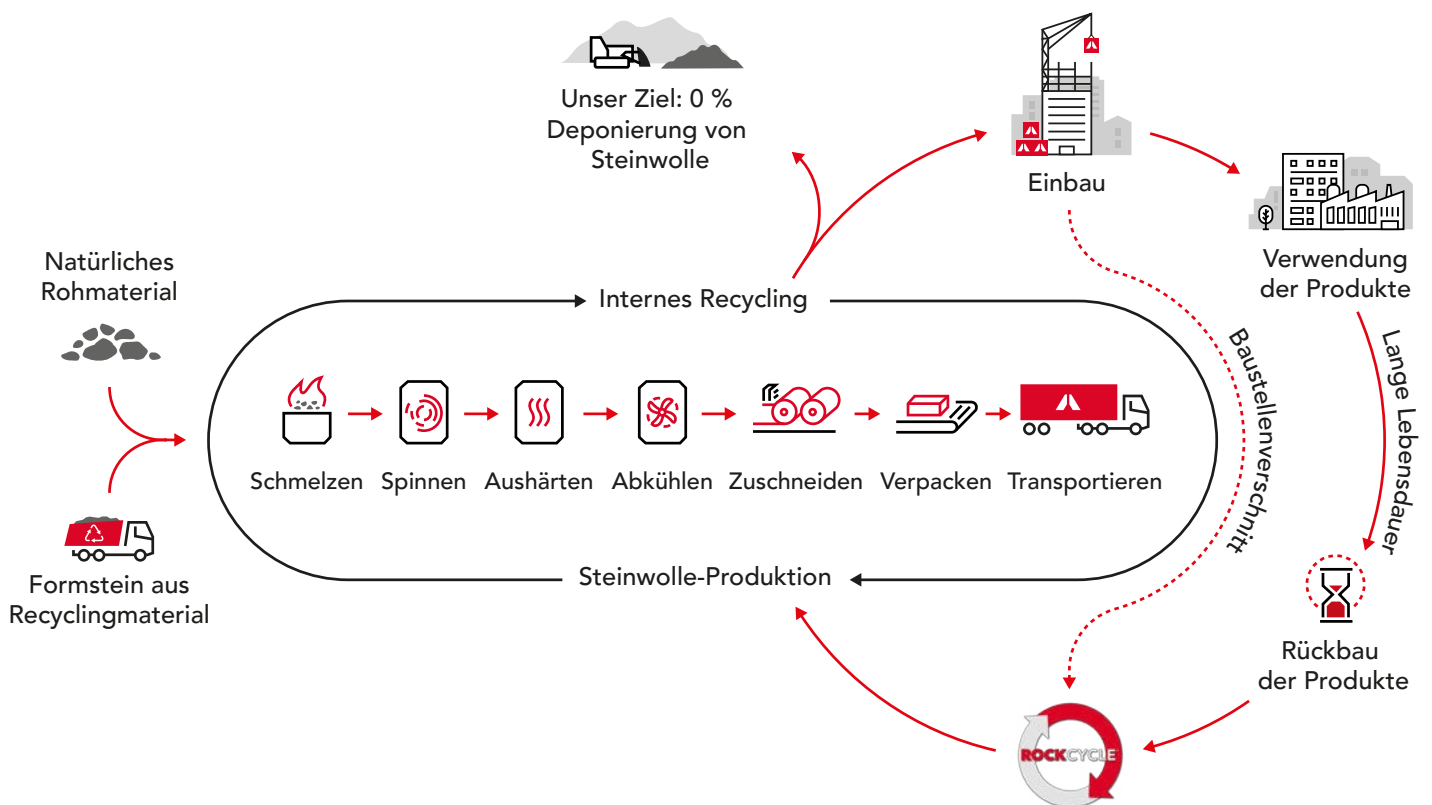 Unser Ziel: 0 %
Deponierung von
Steinwolle
Einbau
Verwendung
der Produkte
Natürliches
Rohmaterial
Internes Recycling
Baustellenverschnitt
Lange Lebensdauer
Schmelzen
Spinnen
Aushärten
Abkühlen
Zuschneiden
Verpacken
Transportieren
Formstein aus
Recyclingmaterial
Steinwolle-Produktion
Rückbau
der Produkte
ROCKCYCLE